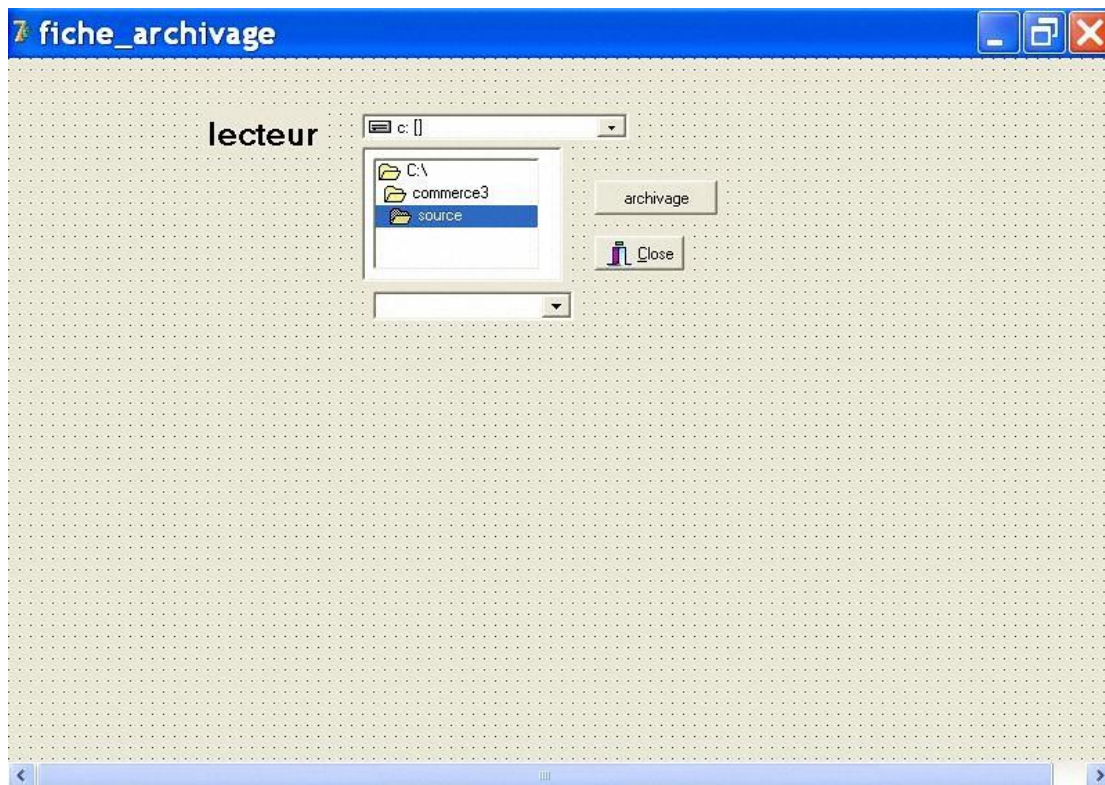 fiche_archivage
lecteur
c: []
C:\
commerce3
source
archivage
Close